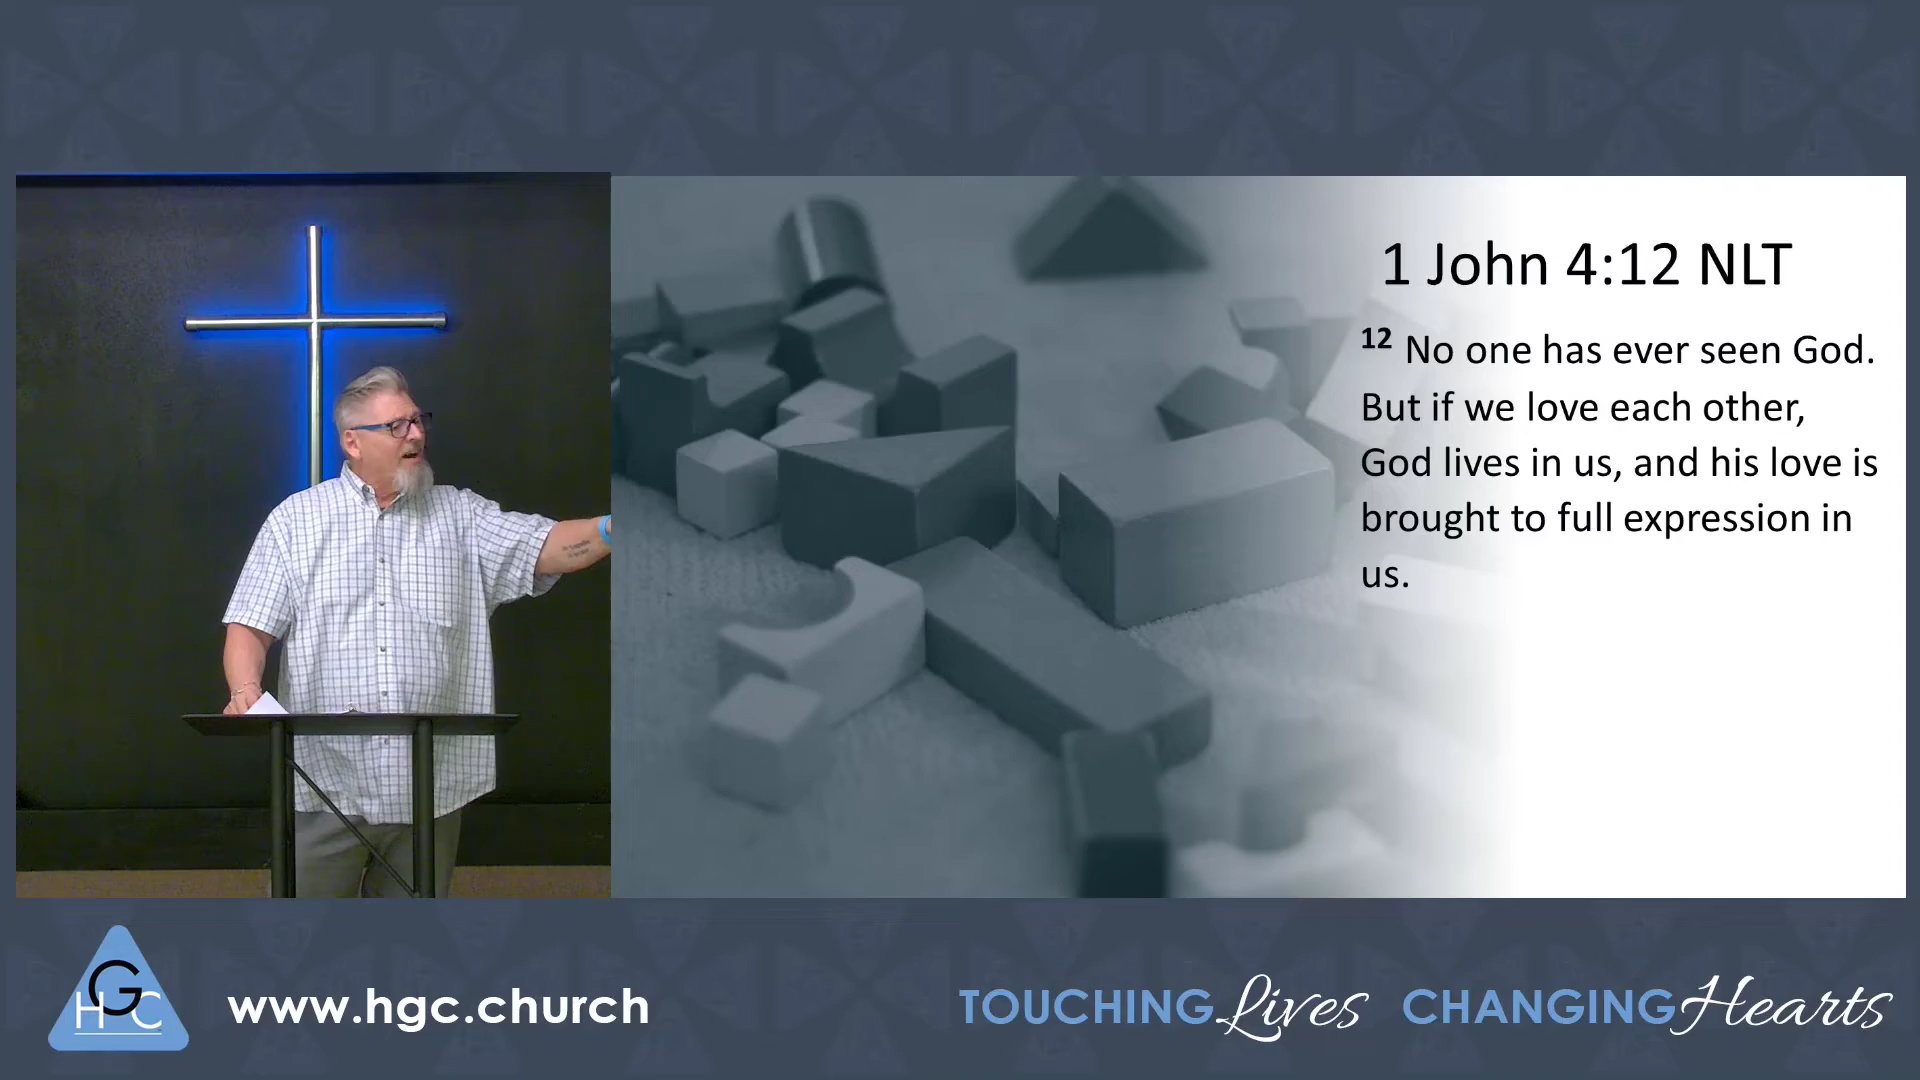 1 John 4:12 NLT
12 No one has ever seen God.
But if we love each other,
God lives in us, and his love is
brought to full expression in
us.
HGC
www.hgc.church
TOUCHING Lives CHANGING Hearts